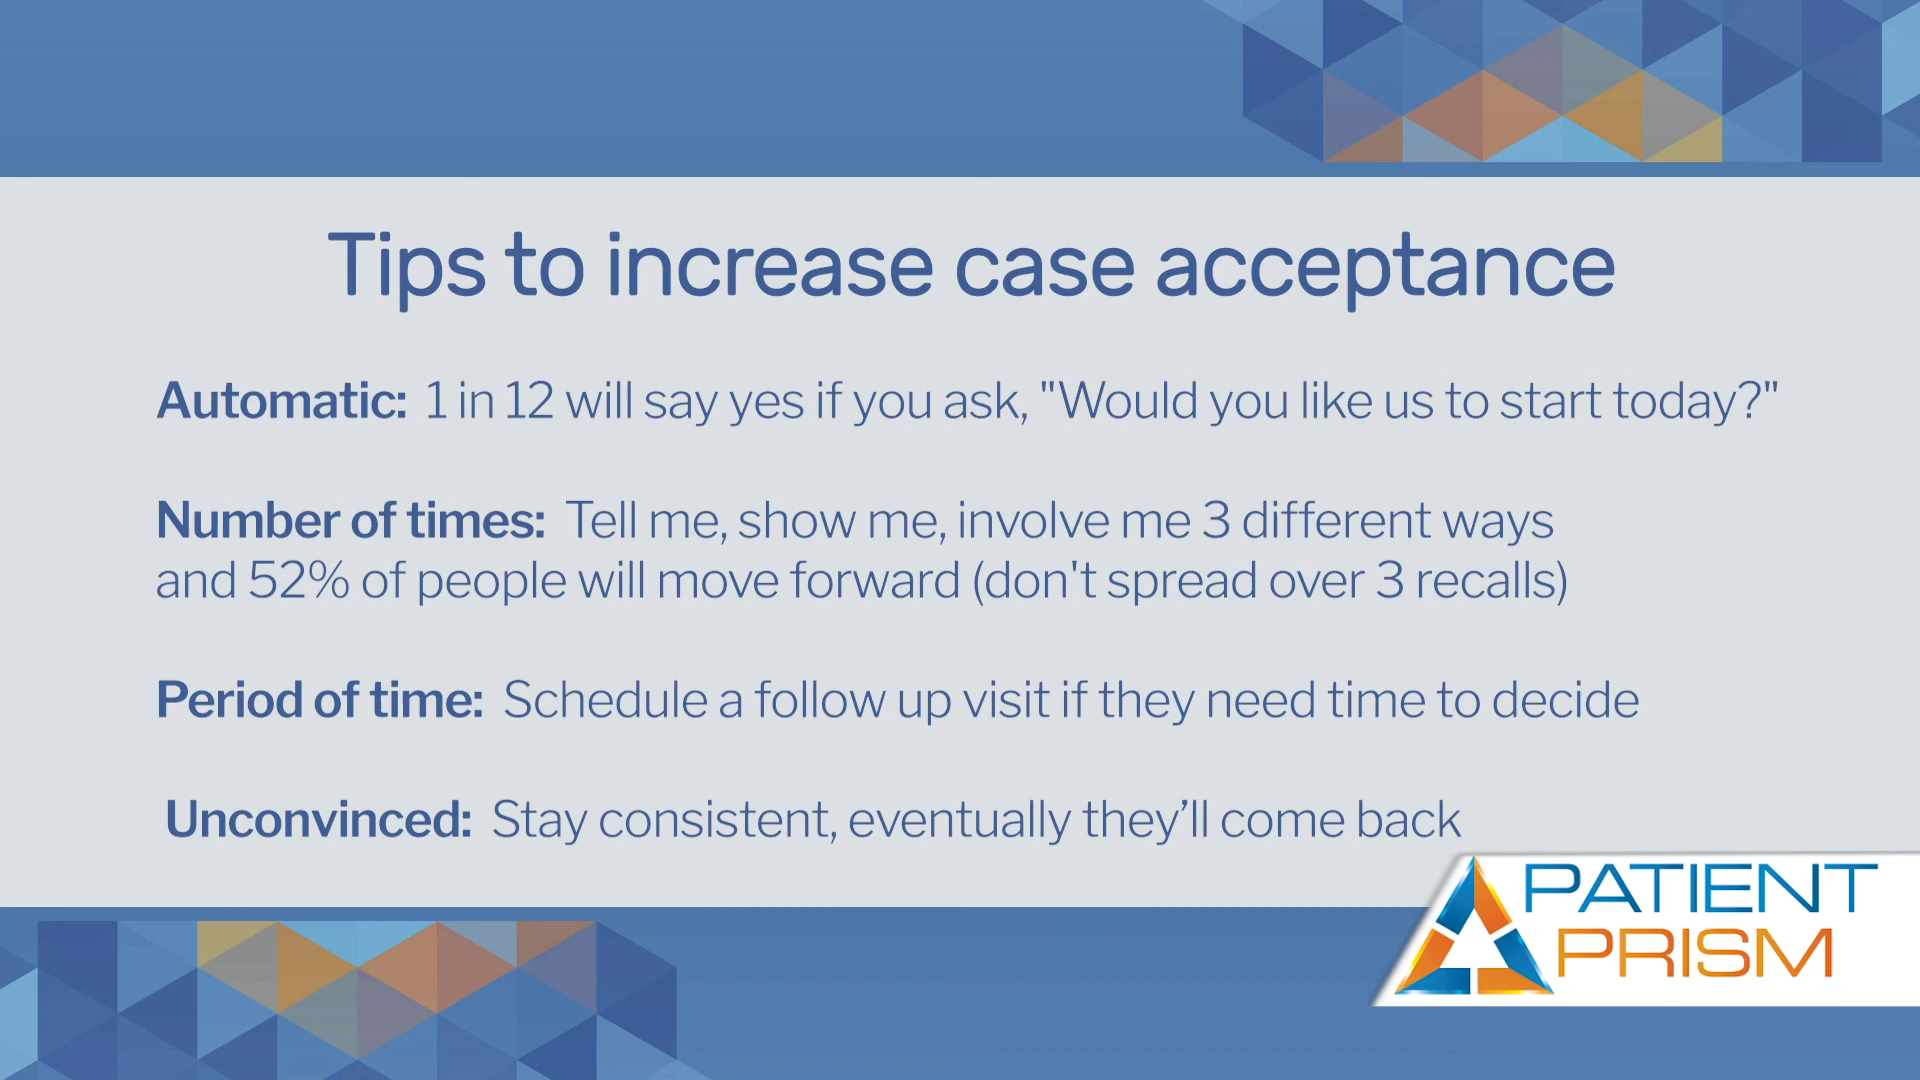 Tips to increase case acceptance
Automatic: 1 in 12 will say yes if you ask, "Would you like us to start today?"
Number of times: Tell me, show me, involve me 3 different ways
and 52% of people will move forward (don't spread over 3 recalls)
Period of time: Schedule a follow up visit if they need time to decide
Unconvinced: Stay consistent, eventually they’ll come back
PATIENT
PRISM